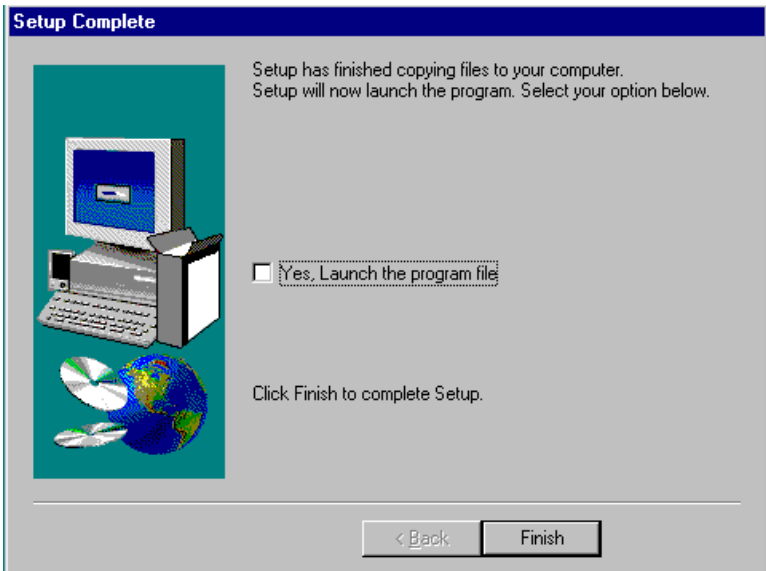 Setup Complete
Setup has finished copying files to your computer.
Setup will now launch the program. Select your option below.
Yes, Launch the program file
Click Finish to complete Setup.
< Back
Finish